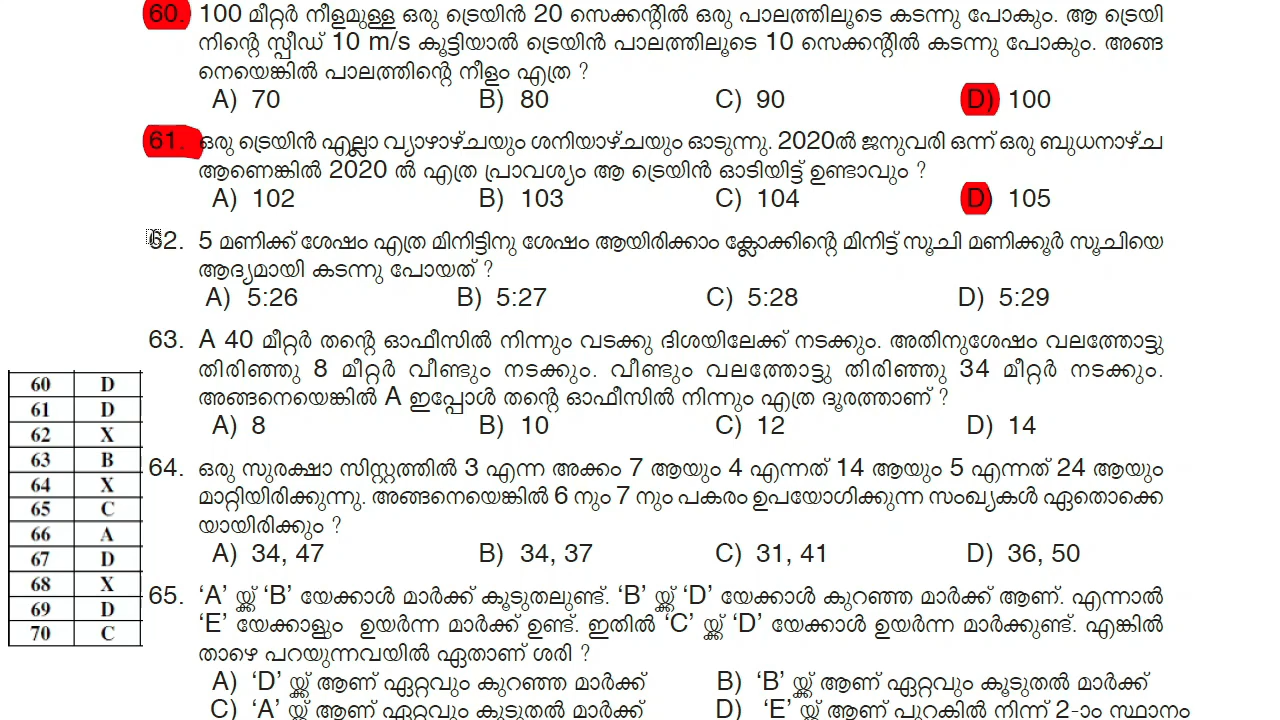 60. 100 മീറ്റർ നീളമുള്ള ഒരു ട്രെയിൻ 20 സെക്കന്റിൽ ഒരു പാലത്തിലൂടെ കടന്നു പോകും. ആ ട്രെയി
നിന്റെ സ്പീഡ് 10 m/s കൂട്ടിയാൽ ട്രെയിൻ പാലത്തിലൂടെ 10 സെക്കന്റിൽ കടന്നു പോകും. അങ്ങ
നെയെങ്കിൽ പാലത്തിന്റെ നീളം എത്ര ?
A) 70 B) 80 C) 90 D) 100
61. ഒരു ട്രെയിൻ എല്ലാ വ്യാഴാഴ്ചയും ശനിയാഴ്ചയും ഓടുന്നു. 2020ൽ ജനുവരി ഒന്ന് ഒരു ബുധനാഴ്ച
ആണെങ്കിൽ 2020 ൽ എത്ര പ്രാവശ്യം ആ ട്രെയിൻ ഓടിയിട്ട് ഉണ്ടാവും ?
A) 102 B) 103 C) 104 D) 105
62. 5 മണിക്ക് ശേഷം എത്ര മിനിട്ടിനു ശേഷം ആയിരിക്കാം ക്ലോക്കിന്റെ മിനിട്ട് സൂചി മണിക്കൂർ സൂചിയെ
ആദ്യമായി കടന്നു പോയത് ?
A) 5:26 B) 5:27 C) 5:28 D) 5:29
63. A 40 മീറ്റർ തന്റെ ഓഫീസിൽ നിന്നും വടക്കു ദിശയിലേക്ക് നടക്കും. അതിനുശേഷം വലത്തോട്ടു
തിരിഞ്ഞു 8 മീറ്റർ വീണ്ടും നടക്കും. വീണ്ടും വലത്തോട്ടു തിരിഞ്ഞു 34 മീറ്റർ നടക്കും.
അങ്ങനെയെങ്കിൽ A ഇപ്പോൾ തന്റെ ഓഫീസിൽ നിന്നും എത്ര ദൂരത്താണ് ?
A) 8 B) 10 C) 12 D) 14
64. ഒരു സുരക്ഷാ സിസ്റ്റത്തിൽ 3 എന്ന അക്കം 7 ആയും 4 എന്നത് 14 ആയും 5 എന്നത് 24 ആയും
മാറ്റിയിരിക്കുന്നു. അങ്ങനെയെങ്കിൽ 6 നും 7 നും പകരം ഉപയോഗിക്കുന്ന സംഖ്യകൾ ഏതൊക്കെ
യായിരിക്കും ?
A) 34, 47 B) 34, 37 C) 31, 41 D) 36, 50
65. ‘A’ യ്ക്ക് ‘B’ യേക്കാൾ മാർക്ക് കൂടുതലുണ്ട്. ‘B’ യ്ക്ക് ‘D’ യേക്കാൾ കുറഞ്ഞ മാർക്ക് ആണ്. എന്നാൽ
‘E’ യേക്കാളും ഉയർന്ന മാർക്ക് ഉണ്ട്. ഇതിൽ ‘C’ യ്ക്ക് ‘D’ യേക്കാൾ ഉയർന്ന മാർക്കുണ്ട്. എങ്കിൽ
താഴെ പറയുന്നവയിൽ ഏതാണ് ശരി ?
A) ‘D’ യ്ക്ക് ആണ് ഏറ്റവും കുറഞ്ഞ മാർക്ക് B) ‘B’ യ്ക്ക് ആണ് ഏറ്റവും കൂടുതൽ മാർക്ക്
C) ‘A’ യ്ക്ക് ആണ് ഏറ്റവും കൂടുതൽ മാർക്ക് D) ‘E’ യ്ക്ക് ആണ് പുറകിൽ നിന്ന് 2-ാം സ്ഥാനം
60 D
61 D
62 X
63 B
64 X
65 C
66 A
67 D
68 X
69 D
70 C